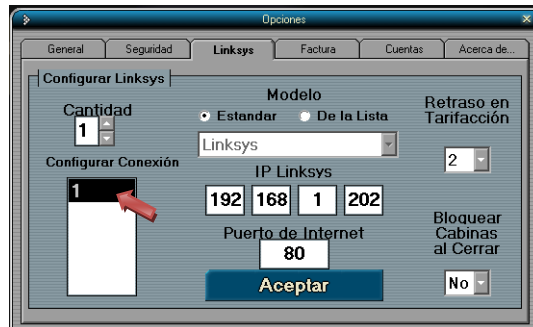 Opciones
General Seguridad Linksys Factura Cuentas Acerca de...
Configurar Linksys
Cantidad
1
Configurar Conexión
1
Modelo
Estandar De la Lista
Linksys
IP Linksys
192 168 1 202
Puerto de Internet
80
Aceptar
Retraso en
Tarifacción
2
Bloquear
Cabinas
al Cerrar
No